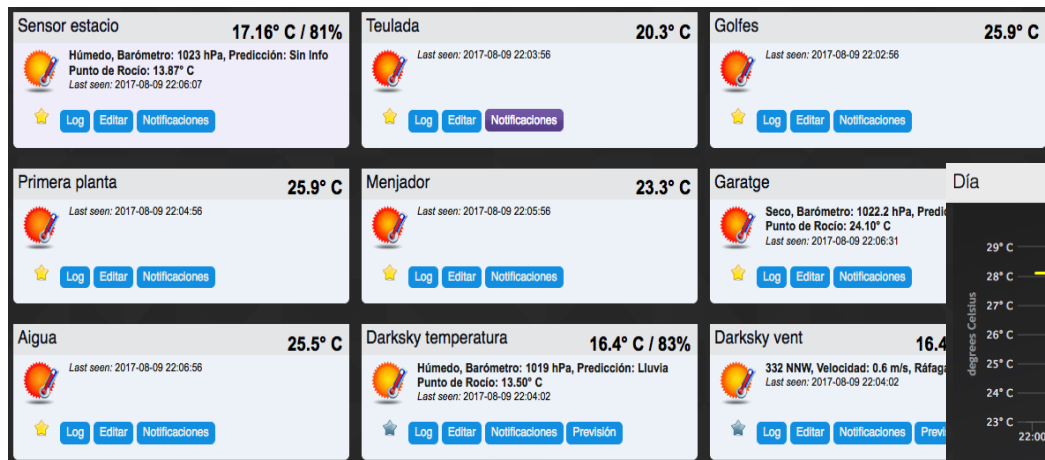 Sensor estacio
17.16° C / 81%
Húmedo, Barómetro: 1023 hPa, Predicción: Sin Info
Punto de Rocío: 13.87° C
Last seen: 2017-08-09 22:06:07
Log Editar Notificaciones
Teulada
20.3° C
Last seen: 2017-08-09 22:03:56
Log Editar Notificaciones
Golfes
25.9° C
Last seen: 2017-08-09 22:02:56
Log Editar Notificaciones
Primera planta
25.9° C
Last seen: 2017-08-09 22:04:56
Log Editar Notificaciones
Menjador
23.3° C
Last seen: 2017-08-09 22:05:56
Log Editar Notificaciones
Garatge
Seco, Barómetro: 1022.2 hPa,
Punto de Rocío: 24.10° C
Last seen: 2017-08-09 22:06:31
Log Editar Notificaciones
Aigua
25.5° C
Last seen: 2017-08-09 22:06:56
Log Editar Notificaciones
Darksky temperatura
16.4° C / 83%
Húmedo, Barómetro: 1019 hPa, Predicción: Lluvia
Punto de Rocío: 13.50° C
Last seen: 2017-08-09 22:04:02
Log Editar Notificaciones Previsión
Darksky vent
16.4
332 NNW, Velocidad: 0.6 m/s,
Last seen: 2017-08-09 22:04:02
Log Editar Notificaciones
Día
degrees Celsius
29° C
28° C
27° C
26° C
25° C
24° C
23° C
22:00